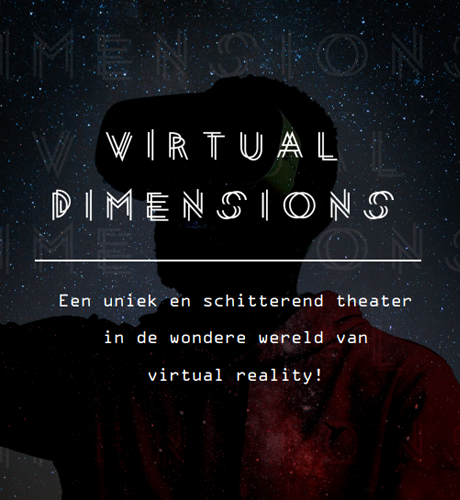 VIRTUAL
DIMENSIONS
Een uniek en schitterend theater
in de wondere wereld van
virtual reality!